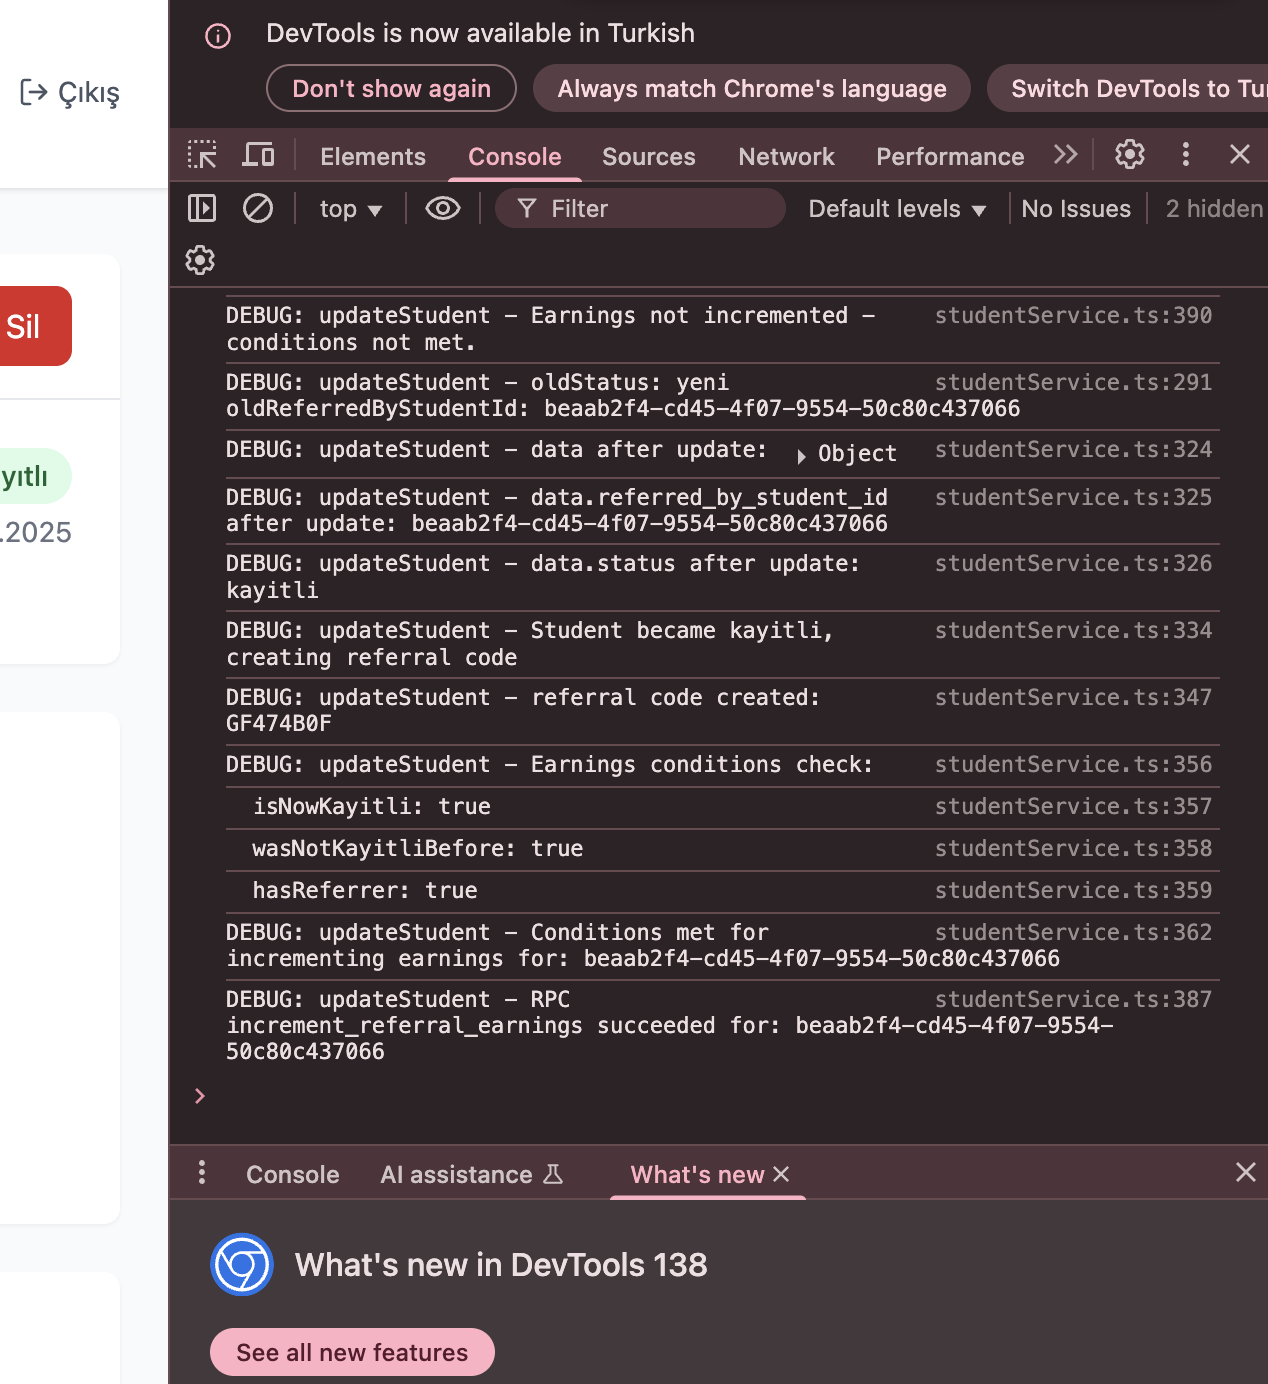 DevTools is now available in Turkish
Don't show again
Always match Chrome's language
Switch DevTools to Tu
Çıkış
Elements
Console
Sources
Network
Performance
top
Filter
Default levels
No Issues
2 hidden
Sil
yıtlı
.2025
DEBUG: updateStudent – Earnings not incremented – studentService.ts:390
conditions not met.
DEBUG: updateStudent – oldStatus: yeni studentService.ts:291
oldReferredByStudentId: beaab2f4-cd45-4f07-9554-50c80c437066
DEBUG: updateStudent – data after update: Object studentService.ts:324
DEBUG: updateStudent – data.referred_by_student_id studentService.ts:325
after update: beaab2f4-cd45-4f07-9554-50c80c437066
DEBUG: updateStudent – data.status after update: studentService.ts:326
kayitli
DEBUG: updateStudent – Student became kayitli, studentService.ts:334
creating referral code
DEBUG: updateStudent – referral code created: studentService.ts:347
GF474B0F
DEBUG: updateStudent – Earnings conditions check: studentService.ts:356
isNowKayitli: true studentService.ts:357
wasNotKayitliBefore: true studentService.ts:358
hasReferrer: true studentService.ts:359
DEBUG: updateStudent – Conditions met for studentService.ts:362
incrementing earnings for: beaab2f4-cd45-4f07-9554-50c80c437066
DEBUG: updateStudent – RPC studentService.ts:387
increment_referral_earnings succeeded for: beaab2f4-cd45-4f07-9554-
50c80c437066
Console
AI assistance
What's new
What's new in DevTools 138
See all new features